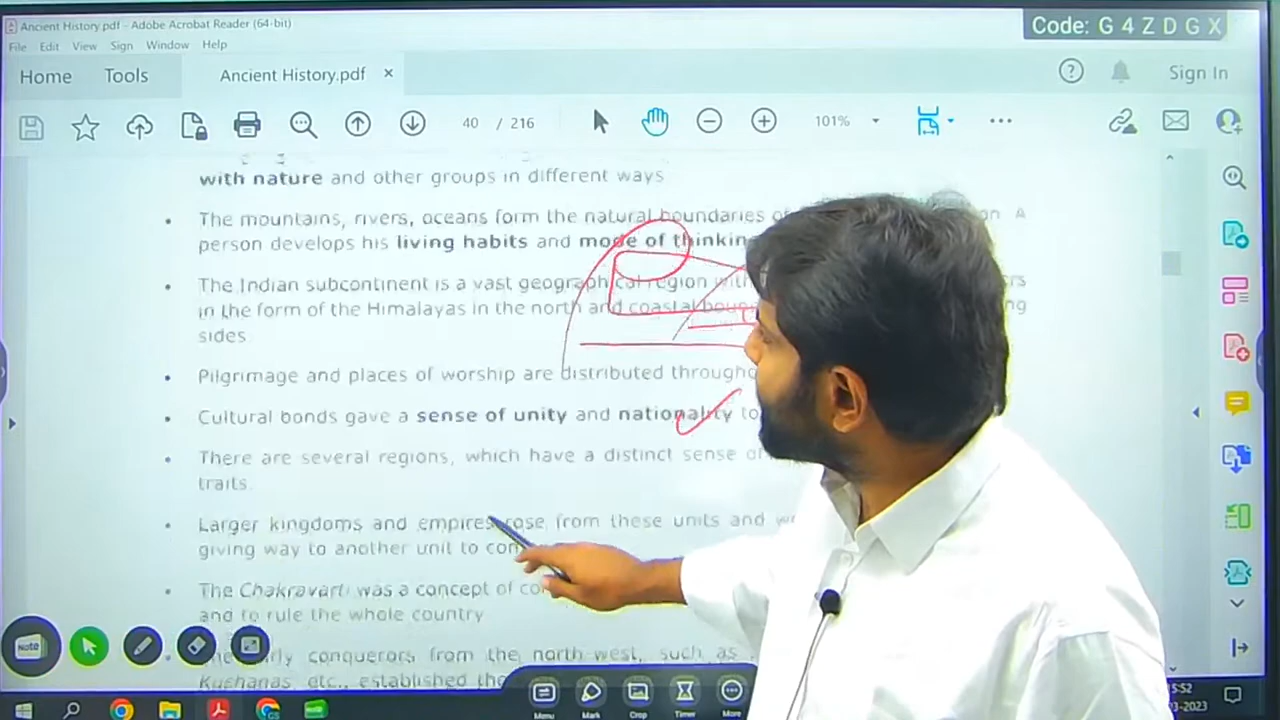 Ancient History.pdf - Adobe Acrobat Reader (64-bit)
Code: G 4 Z D G X
File Edit View Sign Window Help
Home Tools Ancient History.pdf × Sign In
40 / 216 101%
with nature and other groups in different ways
• The mountains, rivers, oceans form the natural boundaries on. A
person develops his living habits and mode of thinking
• The Indian subcontinent is a vast geographical region with rs
in the form of the Himalayas in the north and coastal ng
sides.
• Pilgrimage and places of worship are distributed
• Cultural bonds gave a sense of unity and nationality to
• There are several regions, which have a distinct sense of
traits.
• Larger kingdoms and empires rose from these units and
giving way to another unit to
• The Chakravarti was a concept of
and to rule the whole country
conquerors from the north-west, such as
Kushanas, etc., established
Note
Menu Mark Crop Timer More
15:52
-2023